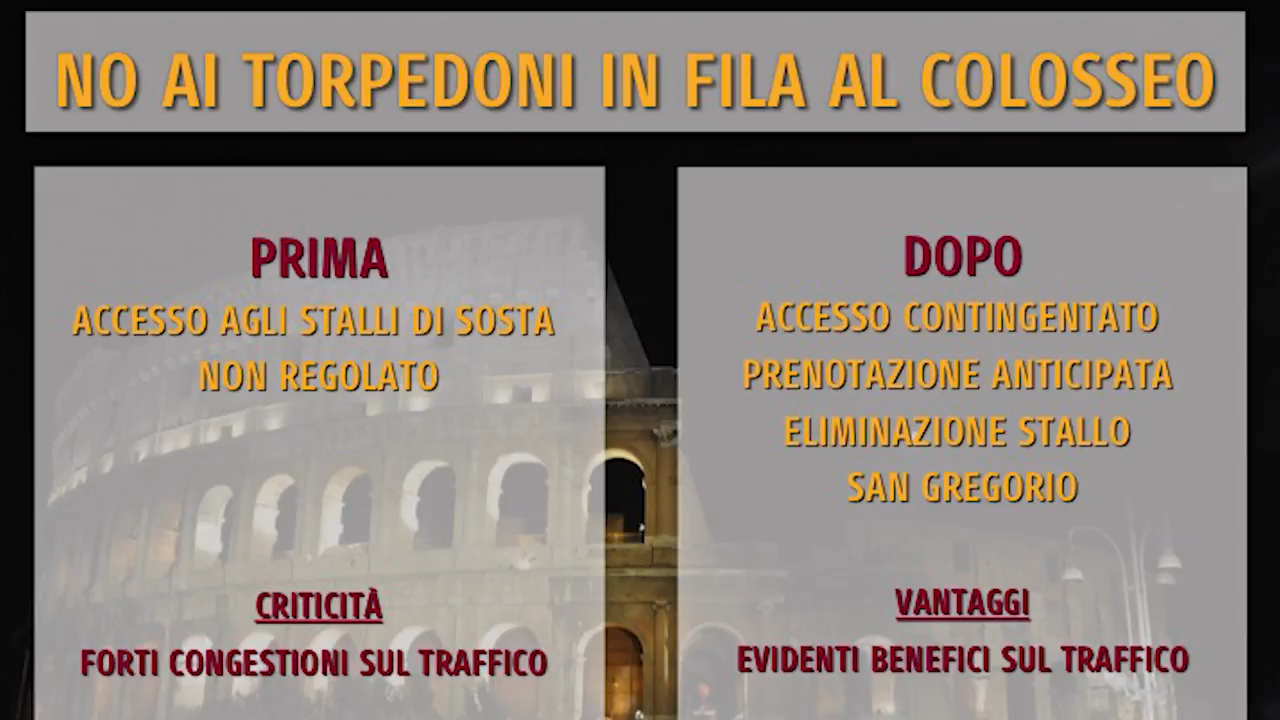 NO AI TORPEDONI IN FILA AL COLOSSEO
PRIMA
ACCESSO AGLI STALLI DI SOSTA
NON REGOLATO
CRITICITÀ
FORTI CONGESTIONI SUL TRAFFICO
DOPO
ACCESSO CONTINGENTATO
PRENOTAZIONE ANTICIPATA
ELIMINAZIONE STALLO
SAN GREGORIO
VANTAGGI
EVIDENTI BENEFICI SUL TRAFFICO